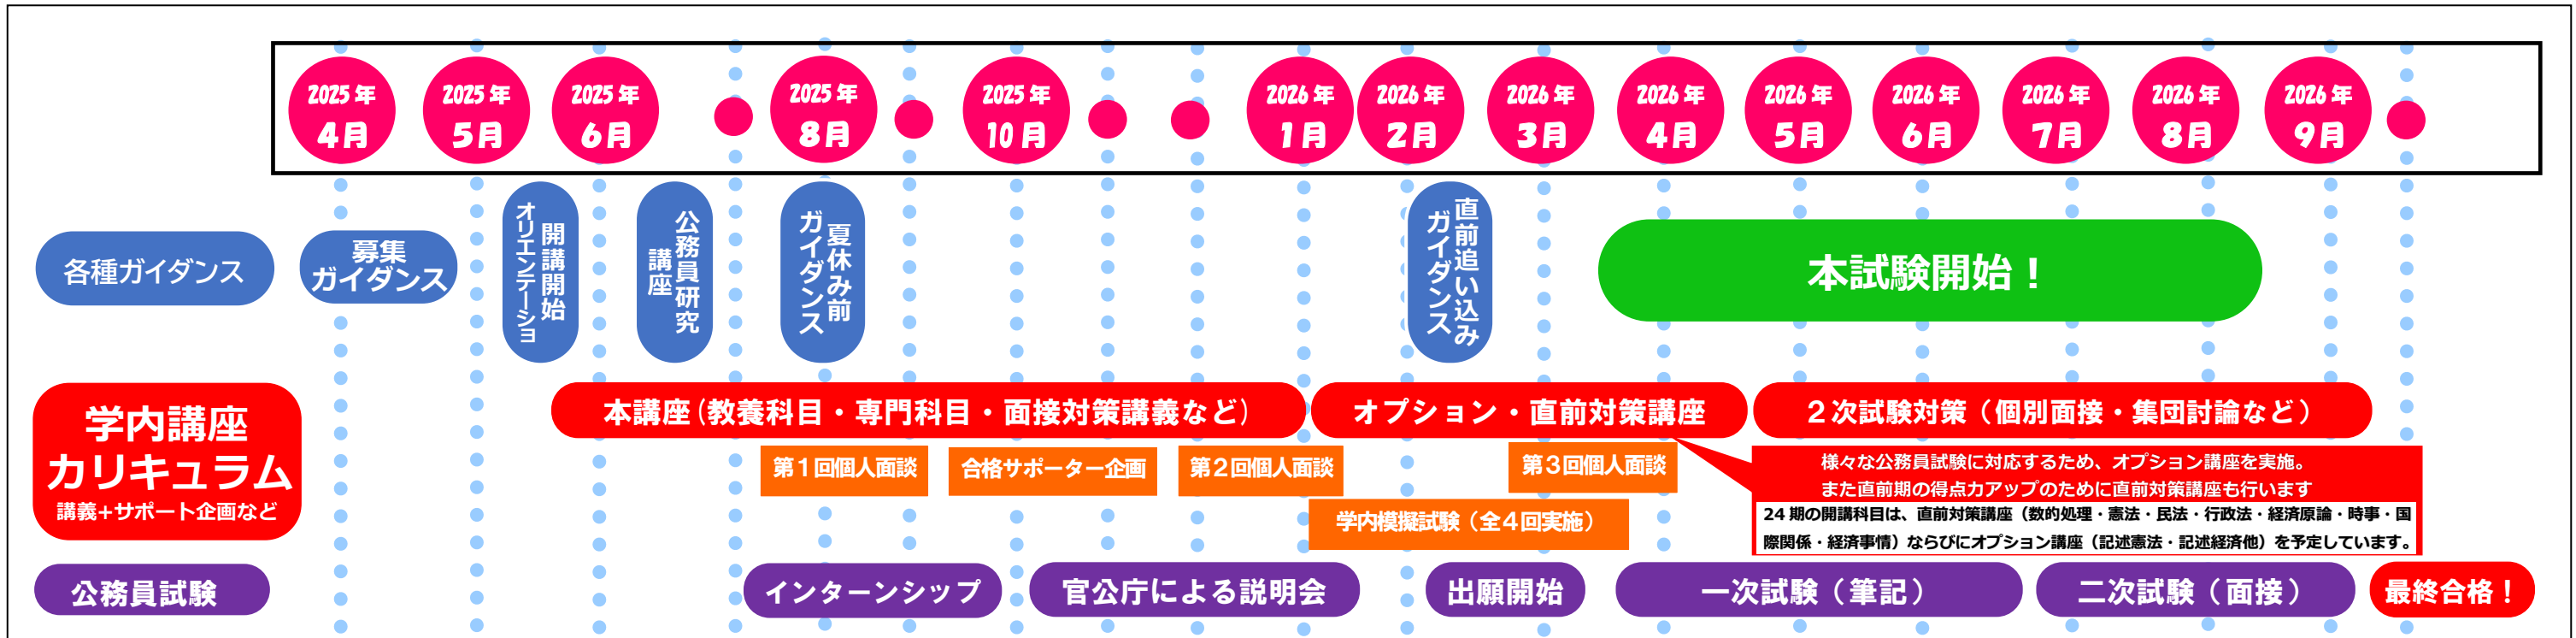 2025年
4月
2025年
5月
2025年
6月
2025年
8月
2025年
10月
2026年
1月
2026年
2月
2026年
3月
2026年
4月
2026年
5月
2026年
6月
2026年
7月
2026年
8月
2026年
9月
各種ガイダンス
募集
ガイダンス
開講開始
オリエンテーショ
公務員研究
講座
夏休み前
ガイダンス
直前追い込み
ガイダンス
本試験開始！
学内講座
カリキュラム
講義+サポート企画など
本講座(教養科目・専門科目・面接対策講義など)
オプション・直前対策講座
２次試験対策（個別面接・集団討論など）
第１回個人面談
合格サポーター企画
第２回個人面談
第３回個人面談
学内模擬試験（全４回実施）
様々な公務員試験に対応するため、オプション講座を実施。
また直前期の得点力アップのために直前対策講座も行います
24 期の開講科目は、直前対策講座（数的処理・憲法・民法・行政法・経済原論・時事・国
際関係・経済事情）ならびにオプション講座（記述憲法・記述経済他）を予定しています。
公務員試験
インターンシップ
官公庁による説明会
出願開始
一次試験（筆記）
二次試験（面接）
最終合格！